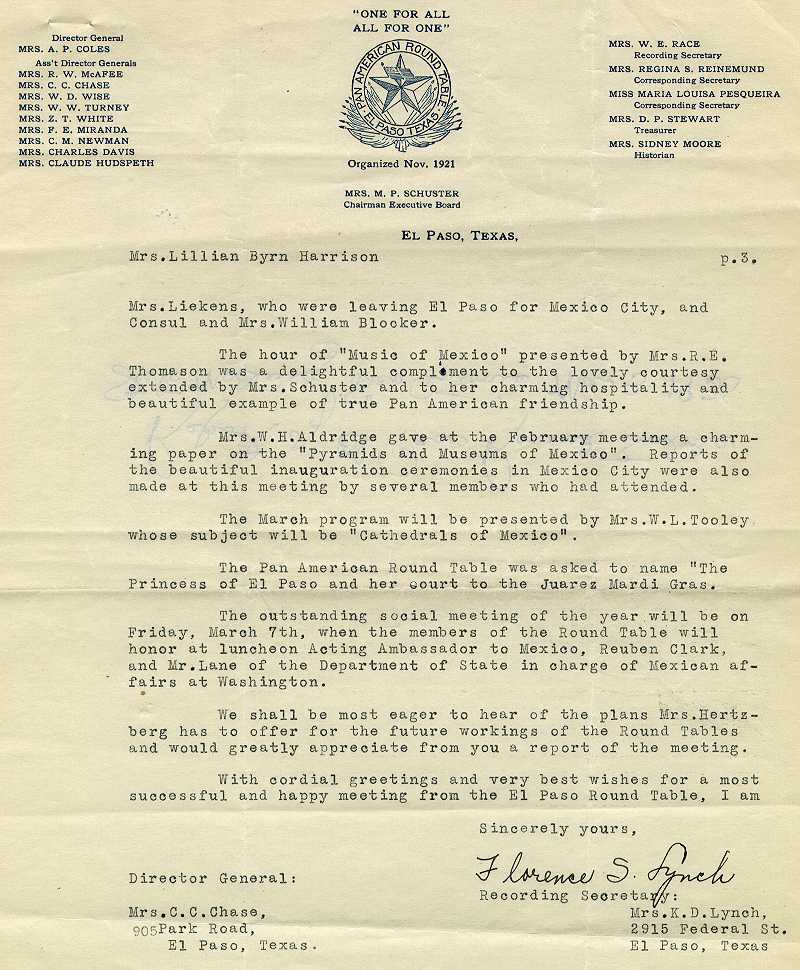 "ONE FOR ALL
ALL FOR ONE"
Director General
MRS. A. P. COLES
Ass't Director Generals
MRS. R. W. McAFEE
MRS. C. C. CHASE
MRS. W. D. WISE
MRS. W. W. TURNEY
MRS. Z. T. WHITE
MRS. F. E. MIRANDA
MRS. C. M. NEWMAN
MRS. CHARLES DAVIS
MRS. CLAUDE HUDSPETH
PAN AMERICAN ROUND TABLE
EL PASO TEXAS
Organized Nov. 1921
MRS. M. P. SCHUSTER
Chairman Executive Board
MRS. W. E. RACE
Recording Secretary
MRS. REGINA S. REINEMUND
Corresponding Secretary
MISS MARIA LOUISA PESQUEIRA
Corresponding Secretary
MRS. D. P. STEWART
Treasurer
MRS. SIDNEY MOORE
Historian
EL PASO, TEXAS,
Mrs.Lillian Byrn Harrison p.3.
Mrs.Liekens, who were leaving El Paso for Mexico City, and
Consul and Mrs.William Blocker.
The hour of "Music of Mexico" presented by Mrs.R.E.
Thomason was a delightful compliment to the lovely courtesy
extended by Mrs.Schuster and to her charming hospitality and
beautiful example of true Pan American friendship.
Mrs.W.H.Aldridge gave at the February meeting a charm-
ing paper on the "Pyramids and Museums of Mexico". Reports of
the beautiful inauguration ceremonies in Mexico City were also
made at this meeting by several members who had attended.
The March program will be presented by Mrs.W.L.Tooley
whose subject will be "Cathedrals of Mexico".
The Pan American Round Table was asked to name "The
Princess of El Paso and her court to the Juarez Mardi Gras.
The outstanding social meeting of the year will be on
Friday, March 7th, when the members of the Round Table will
honor at luncheon Acting Ambassador to Mexico, Reuben Clark,
and Mr.Lane of the Department of State in charge of Mexican af-
fairs at Washington.
We shall be most eager to hear of the plans Mrs.Hertz-
berg has to offer for the future workings of the Round Tables
and would greatly appreciate from you a report of the meeting.
With cordial greetings and very best wishes for a most
successful and happy meeting from the El Paso Round Table, I am
Sincerely yours,
Florence S. Lynch
Recording Secretary:
Mrs.K.D.Lynch,
2915 Federal St.
El Paso, Texas
Director General:
Mrs.C.C.Chase,
905Park Road,
El Paso, Texas.